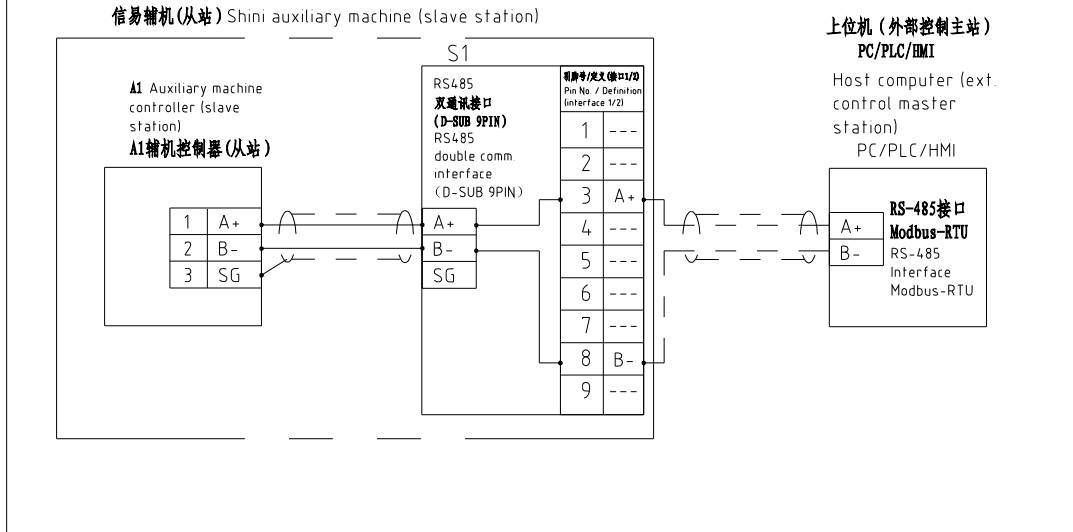 信易辅机(从站) Shini auxiliary machine (slave station)
A1 Auxiliary machine
controller (slave
station)
A1辅机控制器(从站)
1 A+
2 B-
3 SG
S1
RS485
双通讯接口
(D-SUB 9PIN)
RS485
double comm.
interface
(D-SUB 9PIN)
A+
B-
SG
引脚号/定义(接口1/2)
Pin No. / Definition
(interface 1/2)
1 ---
2 ---
3 A+
4 ---
5 ---
6 ---
7 ---
8 B-
9 ---
上位机(外部控制主站)
PC/PLC/HMI
Host computer (ext.
control master
station)
PC/PLC/HMI
A+
B-
RS-485接口
Modbus-RTU
RS-485
Interface
Modbus-RTU